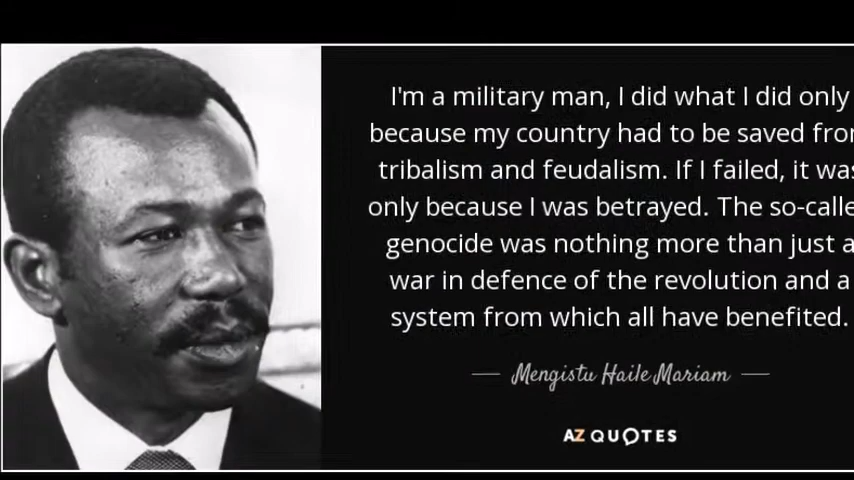 I'm a military man, I did what I did only
because my country had to be saved from
tribalism and feudalism. If I failed, it was
only because I was betrayed. The so-calle
genocide was nothing more than just a
war in defence of the revolution and a
system from which all have benefited.
Mengistu Haile Mariam
AZ QUOTES